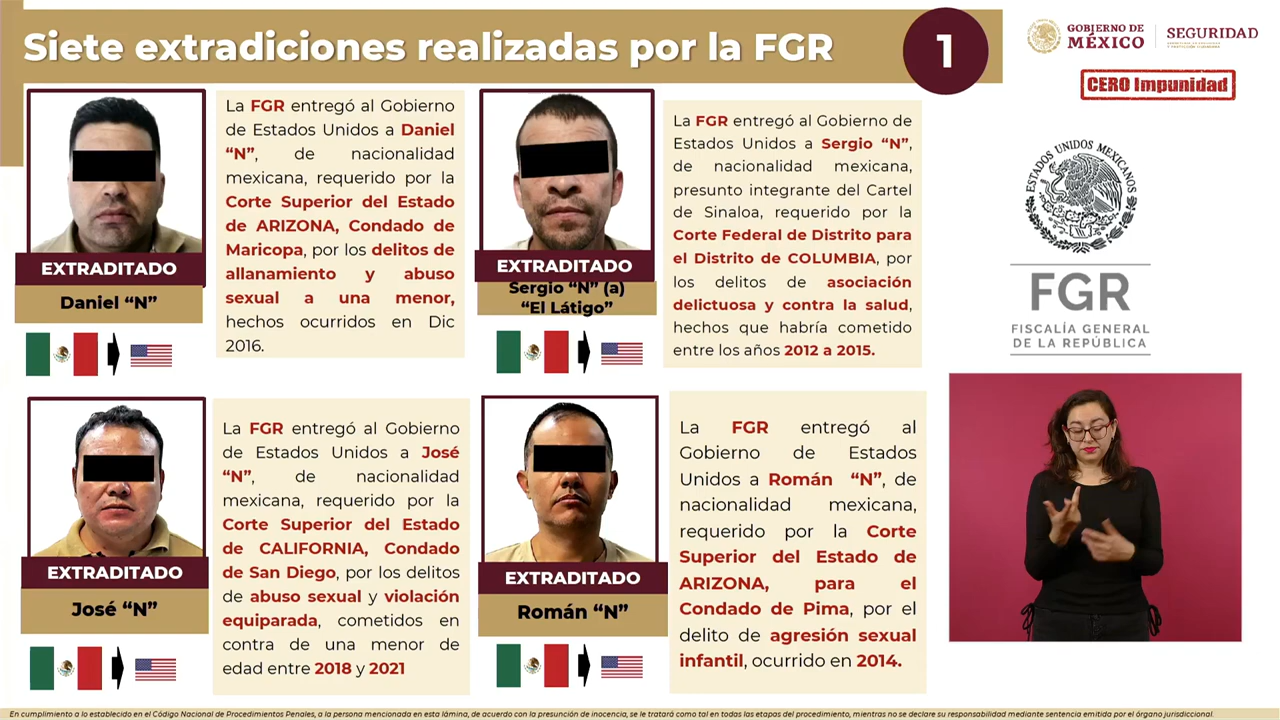 Siete extradiciones realizadas por la FGR
1
GOBIERNO DE
MÉXICO
SEGURIDAD
CERO Impunidad
EXTRADITADO
Daniel “N”
La FGR entregó al Gobierno
de Estados Unidos a Daniel
“N”, de nacionalidad
mexicana, requerido por la
Corte Superior del Estado
de ARIZONA, Condado de
Maricopa, por los delitos de
allanamiento y abuso
sexual a una menor,
hechos ocurridos en Dic
2016.
EXTRADITADO
Sergio “N” (a)
“El Látigo”
La FGR entregó al Gobierno de
Estados Unidos a Sergio “N”,
de nacionalidad mexicana,
presunto integrante del Cartel
de Sinaloa, requerido por la
Corte Federal de Distrito para
el Distrito de COLUMBIA, por
los delitos de asociación
delictuosa y contra la salud,
hechos que habría cometido
entre los años 2012 a 2015.
EXTRADITADO
José “N”
La FGR entregó al Gobierno
de Estados Unidos a José
“N”, de nacionalidad
mexicana, requerido por la
Corte Superior del Estado
de CALIFORNIA, Condado
de San Diego, por los delitos
de abuso sexual y violación
equiparada, cometidos en
contra de una menor de
edad entre 2018 y 2021
EXTRADITADO
Román “N”
La FGR entregó al
Gobierno de Estados
Unidos a Román “N”, de
nacionalidad mexicana,
requerido por la Corte
Superior del Estado de
ARIZONA, para el
Condado de Pima, por el
delito de agresión sexual
infantil, ocurrido en 2014.
ESTADOS UNIDOS MEXICANOS
FGR
FISCALÍA GENERAL
DE LA REPÚBLICA
En cumplimiento a lo establecido en el Código Nacional de Procedimientos Penales, a la persona mencionada en esta lámina, de acuerdo con la presunción de inocencia, se le tratará como tal en todas las etapas del procedimiento, mientras no se declare su responsabilidad mediante sentencia emitida por el órgano jurisdiccional.